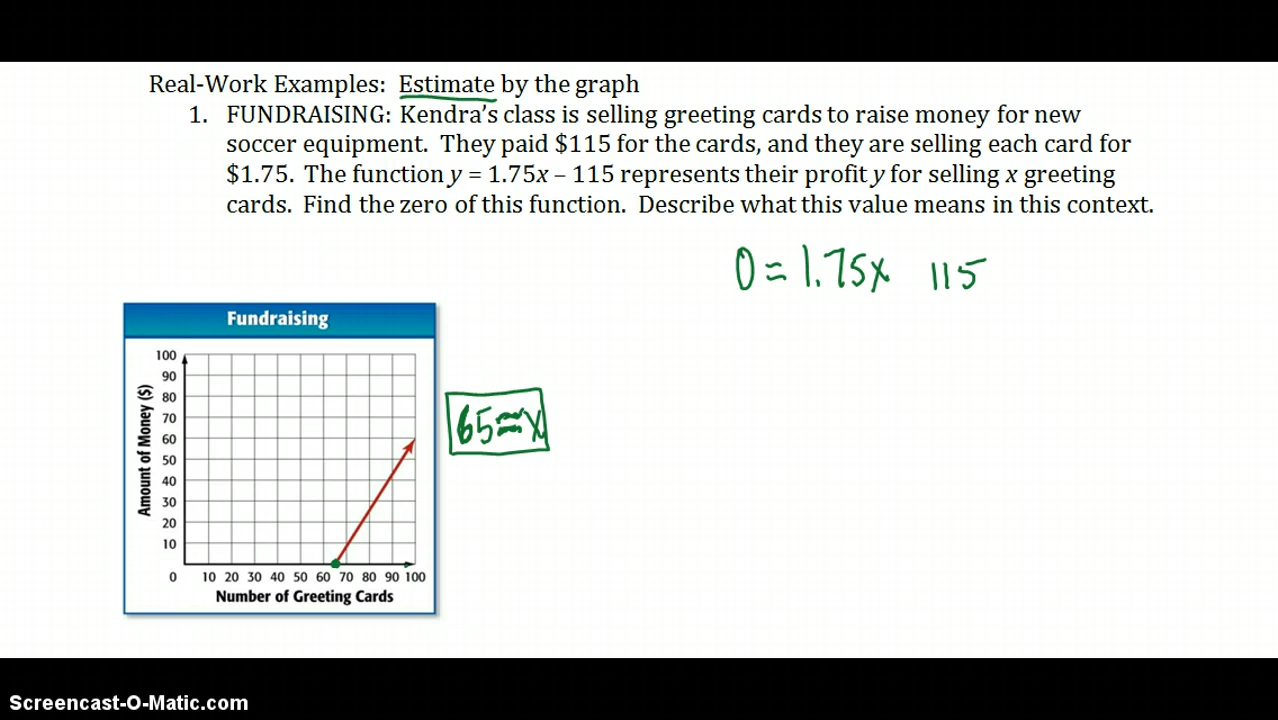 Real-Work Examples: Estimate by the graph
1. FUNDRAISING: Kendra's class is selling greeting cards to raise money for new
soccer equipment. They paid $115 for the cards, and they are selling each card for
$1.75. The function y = 1.75x – 115 represents their profit y for selling x greeting
cards. Find the zero of this function. Describe what this value means in this context.
0 = 1.75x 115
Fundraising
100
90
80
70
60
50
40
30
20
10
Amount of Money ($)
65≈x
0 10 20 30 40 50 60 70 80 90 100
Number of Greeting Cards
Screencast-O-Matic.com